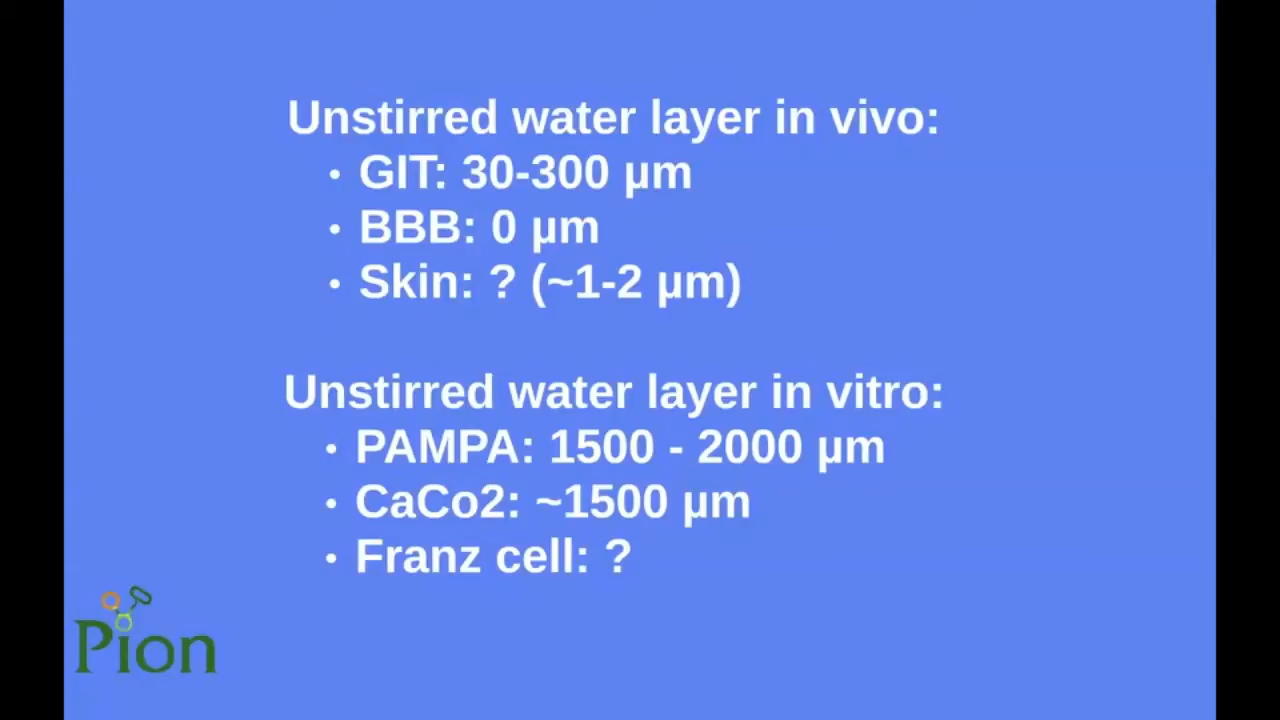 Unstirred water layer in vivo:
• GIT: 30-300 µm
• BBB: 0 µm
• Skin: ? (~1-2 µm)
Unstirred water layer in vitro:
• PAMPA: 1500 - 2000 µm
• CaCo2: ~1500 µm
• Franz cell: ?
Pion